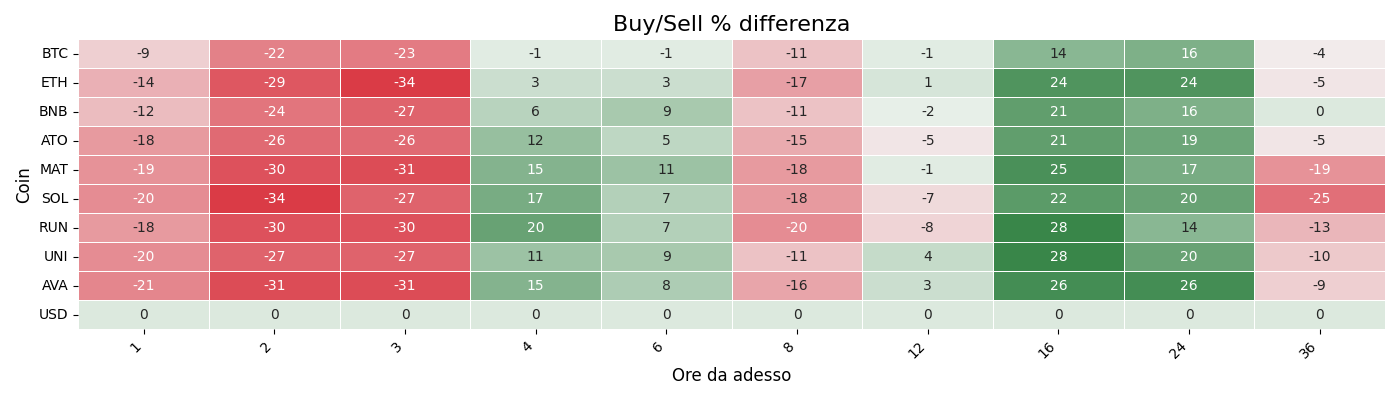 Buy/Sell % differenza
Coin
BTC -9 -22 -23 -1 -1 -11 -1 14 16 -4
ETH -14 -29 -34 3 3 -17 1 24 24 -5
BNB -12 -24 -27 6 9 -11 -2 21 16 0
ATO -18 -26 -26 12 5 -15 -5 21 19 -5
MAT -19 -30 -31 15 11 -18 -1 25 17 -19
SOL -20 -34 -27 17 7 -18 -7 22 20 -25
RUN -18 -30 -30 20 7 -20 -8 28 14 -13
UNI -20 -27 -27 11 9 -11 4 28 20 -10
AVA -21 -31 -31 15 8 -16 3 26 26 -9
USD 0 0 0 0 0 0 0 0 0 0
1 2 3 4 6 8 12 16 24 36
Ore da adesso